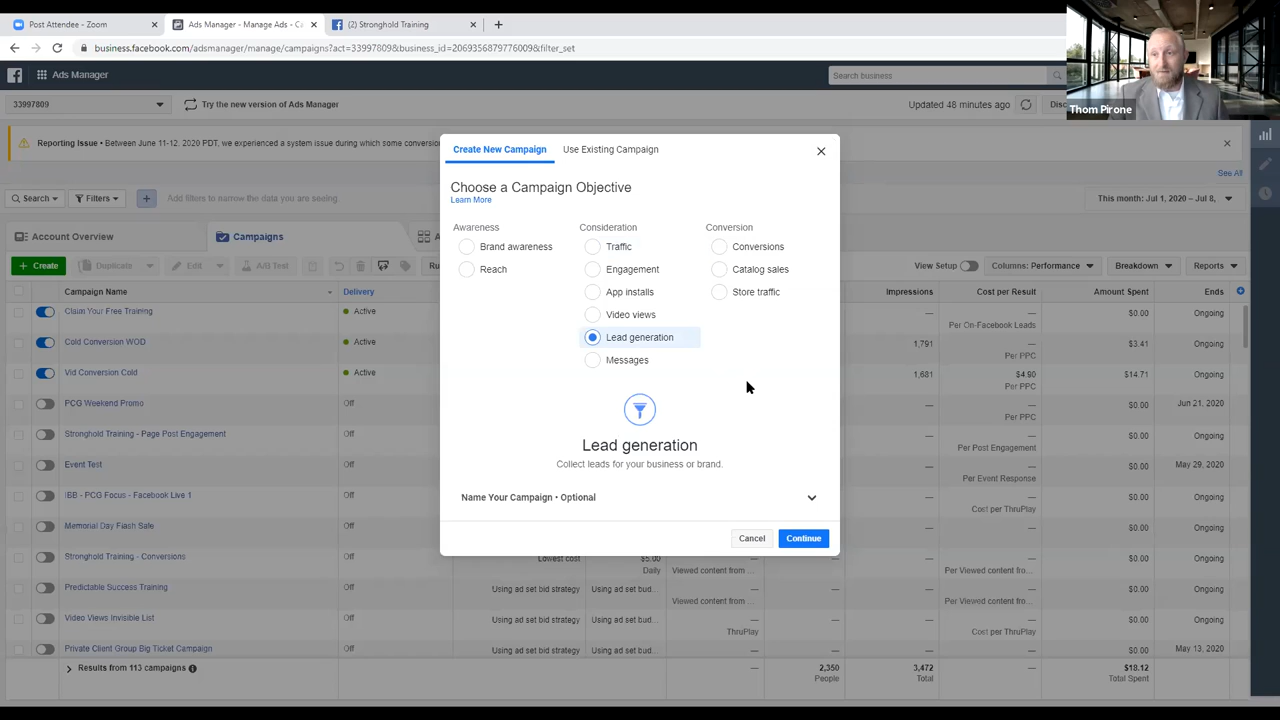 Post Attendee - Zoom
Ads Manager - Manage Ads - Ca
(2) Stronghold Training
business.facebook.com/adsmanager/manage/campaigns?act=33997809&business_id=2069356879776009&filter_set
Ads Manager
Search business
Thom Pirone
33997809
Try the new version of Ads Manager
Updated 48 minutes ago
Reporting Issue • Between June 11-12, 2020 PDT, we experienced a system issue during which some conversion
See All
Search
Filters
Add filters to narrow the data you are seeing.
This month: Jul 1, 2020 – Jul 8,
Account Overview
Campaigns
Create
Duplicate
Edit
A/B Test
View Setup
Columns: Performance
Breakdown
Reports
Campaign Name
Delivery
Impressions
Cost per Result
Amount Spent
Ends
Claim Your Free Training
Active
—
—
$0.00
Ongoing
Per On-Facebook Leads
Cold Conversion WOD
Active
1,791
—
$3.41
Ongoing
Per PPC
Vid Conversion Cold
Active
1,681
$4.90
$14.71
Ongoing
Per PPC
PCG Weekend Promo
Off
—
—
$0.00
Jun 21, 2020
Per PPC
Stronghold Training - Page Post Engagement
Off
—
—
$0.00
Ongoing
Per Post Engagement
Event Test
Off
—
—
$0.00
May 29, 2020
Per Event Response
IBB - PCG Focus - Facebook Live 1
Off
—
—
$0.00
Ongoing
Cost per ThruPlay
Memorial Day Flash Safe
Off
—
—
$0.00
Ongoing
Stronghold Training - Conversions
Off
Lowest cost
$5.00
Daily
—
Viewed content from ...
—
—
—
Per Viewed content fro...
$0.00
Ongoing
Predictable Success Training
Off
Using ad set bid strategy
Using ad set bud...
—
Viewed content from ...
—
—
—
Per Viewed content fro...
$0.00
Ongoing
Video Views Invisible List
Off
Using ad set bid strategy
Using ad set bud...
—
ThruPlay
—
—
—
Cost per ThruPlay
$0.00
Ongoing
Private Client Group Big Ticket Campaign
Off
Using ad set bid strategy
Using ad set bud...
—
—
—
—
$0.00
May 13, 2020
Results from 113 campaigns
—
2,350
People
3,472
Total
—
$18.12
Total Spent
Create New Campaign
Use Existing Campaign
Choose a Campaign Objective
Learn More
Awareness
Consideration
Conversion
Brand awareness
Traffic
Conversions
Reach
Engagement
Catalog sales
App installs
Store traffic
Video views
Lead generation
Messages
Lead generation
Collect leads for your business or brand.
Name Your Campaign • Optional
Cancel
Continue